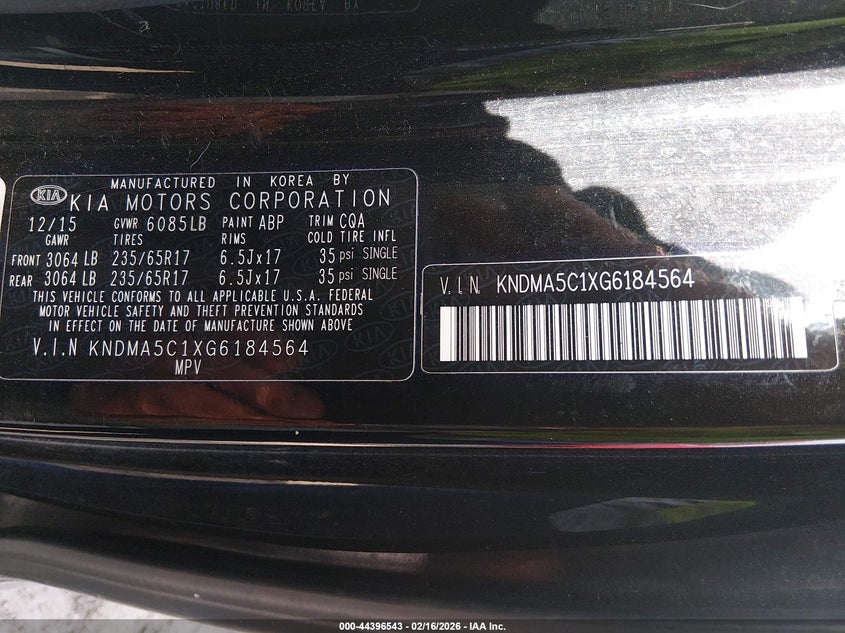 MANUFACTURED IN KOREA BY
KIA KIA MOTORS CORPORATION
12/15 GVWR 6085LB PAINT ABP TRIM CQA
GAWR TIRES RIMS COLD TIRE INFL
FRONT 3064 LB 235/65R17 6.5Jx17 35 psi SINGLE
REAR 3064 LB 235/65R17 6.5Jx17 35 psi SINGLE
THIS VEHICLE CONFORMS TO ALL APPLICABLE U.S.A. FEDERAL
MOTOR VEHICLE SAFETY AND THEFT PREVENTION STANDARDS
IN EFFECT ON THE DATE OF MANUFACTURE SHOWN ABOVE
V.I.N KNDMA5C1XG6184564
MPV
V.I.N. KNDMA5C1XG6184564
000-44396543 - 02/16/2026 - IAA Inc.